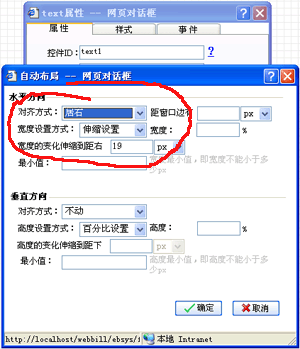 text属性 -- 网页对话框
属性 样式 事件
控件ID: text1 ?
自动布局 -- 网页对话框
水平方向
对齐方式: 居右 距窗口边右 px
宽度设置方式: 伸缩设置 宽度: %
宽度的变化伸缩到距右 19 px
最小值: 宽度最小值,即宽度不能小于多少px
垂直方向
对齐方式: 不动
高度设置方式: 百分比设置 高度: %
高度的变化伸缩到距下 px
最小值: 高度最小值,即高度不能小于多少px
确定 取消
http://localhost/webbill/ebsys/ 本地 Intranet